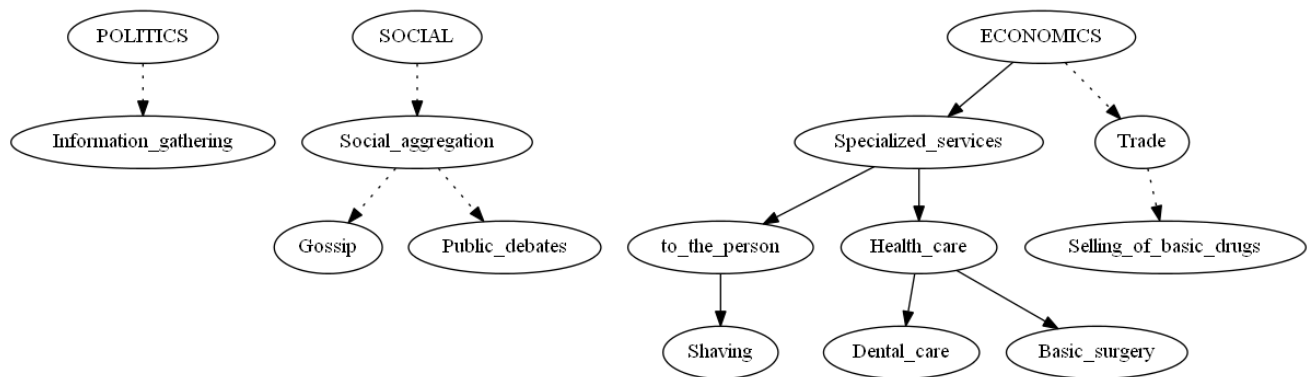 POLITICS
SOCIAL
ECONOMICS
Information_gathering
Social_aggregation
Specialized_services
Trade
Gossip
Public_debates
to_the_person
Health_care
Selling_of_basic_drugs
Shaving
Dental_care
Basic_surgery